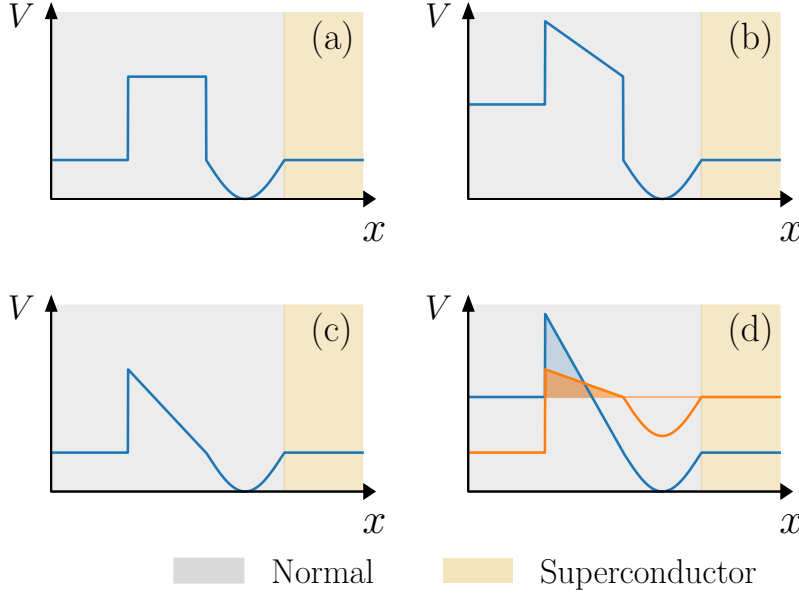 V (a) V (b)
x x
V (c) V (d)
x x
Normal Superconductor